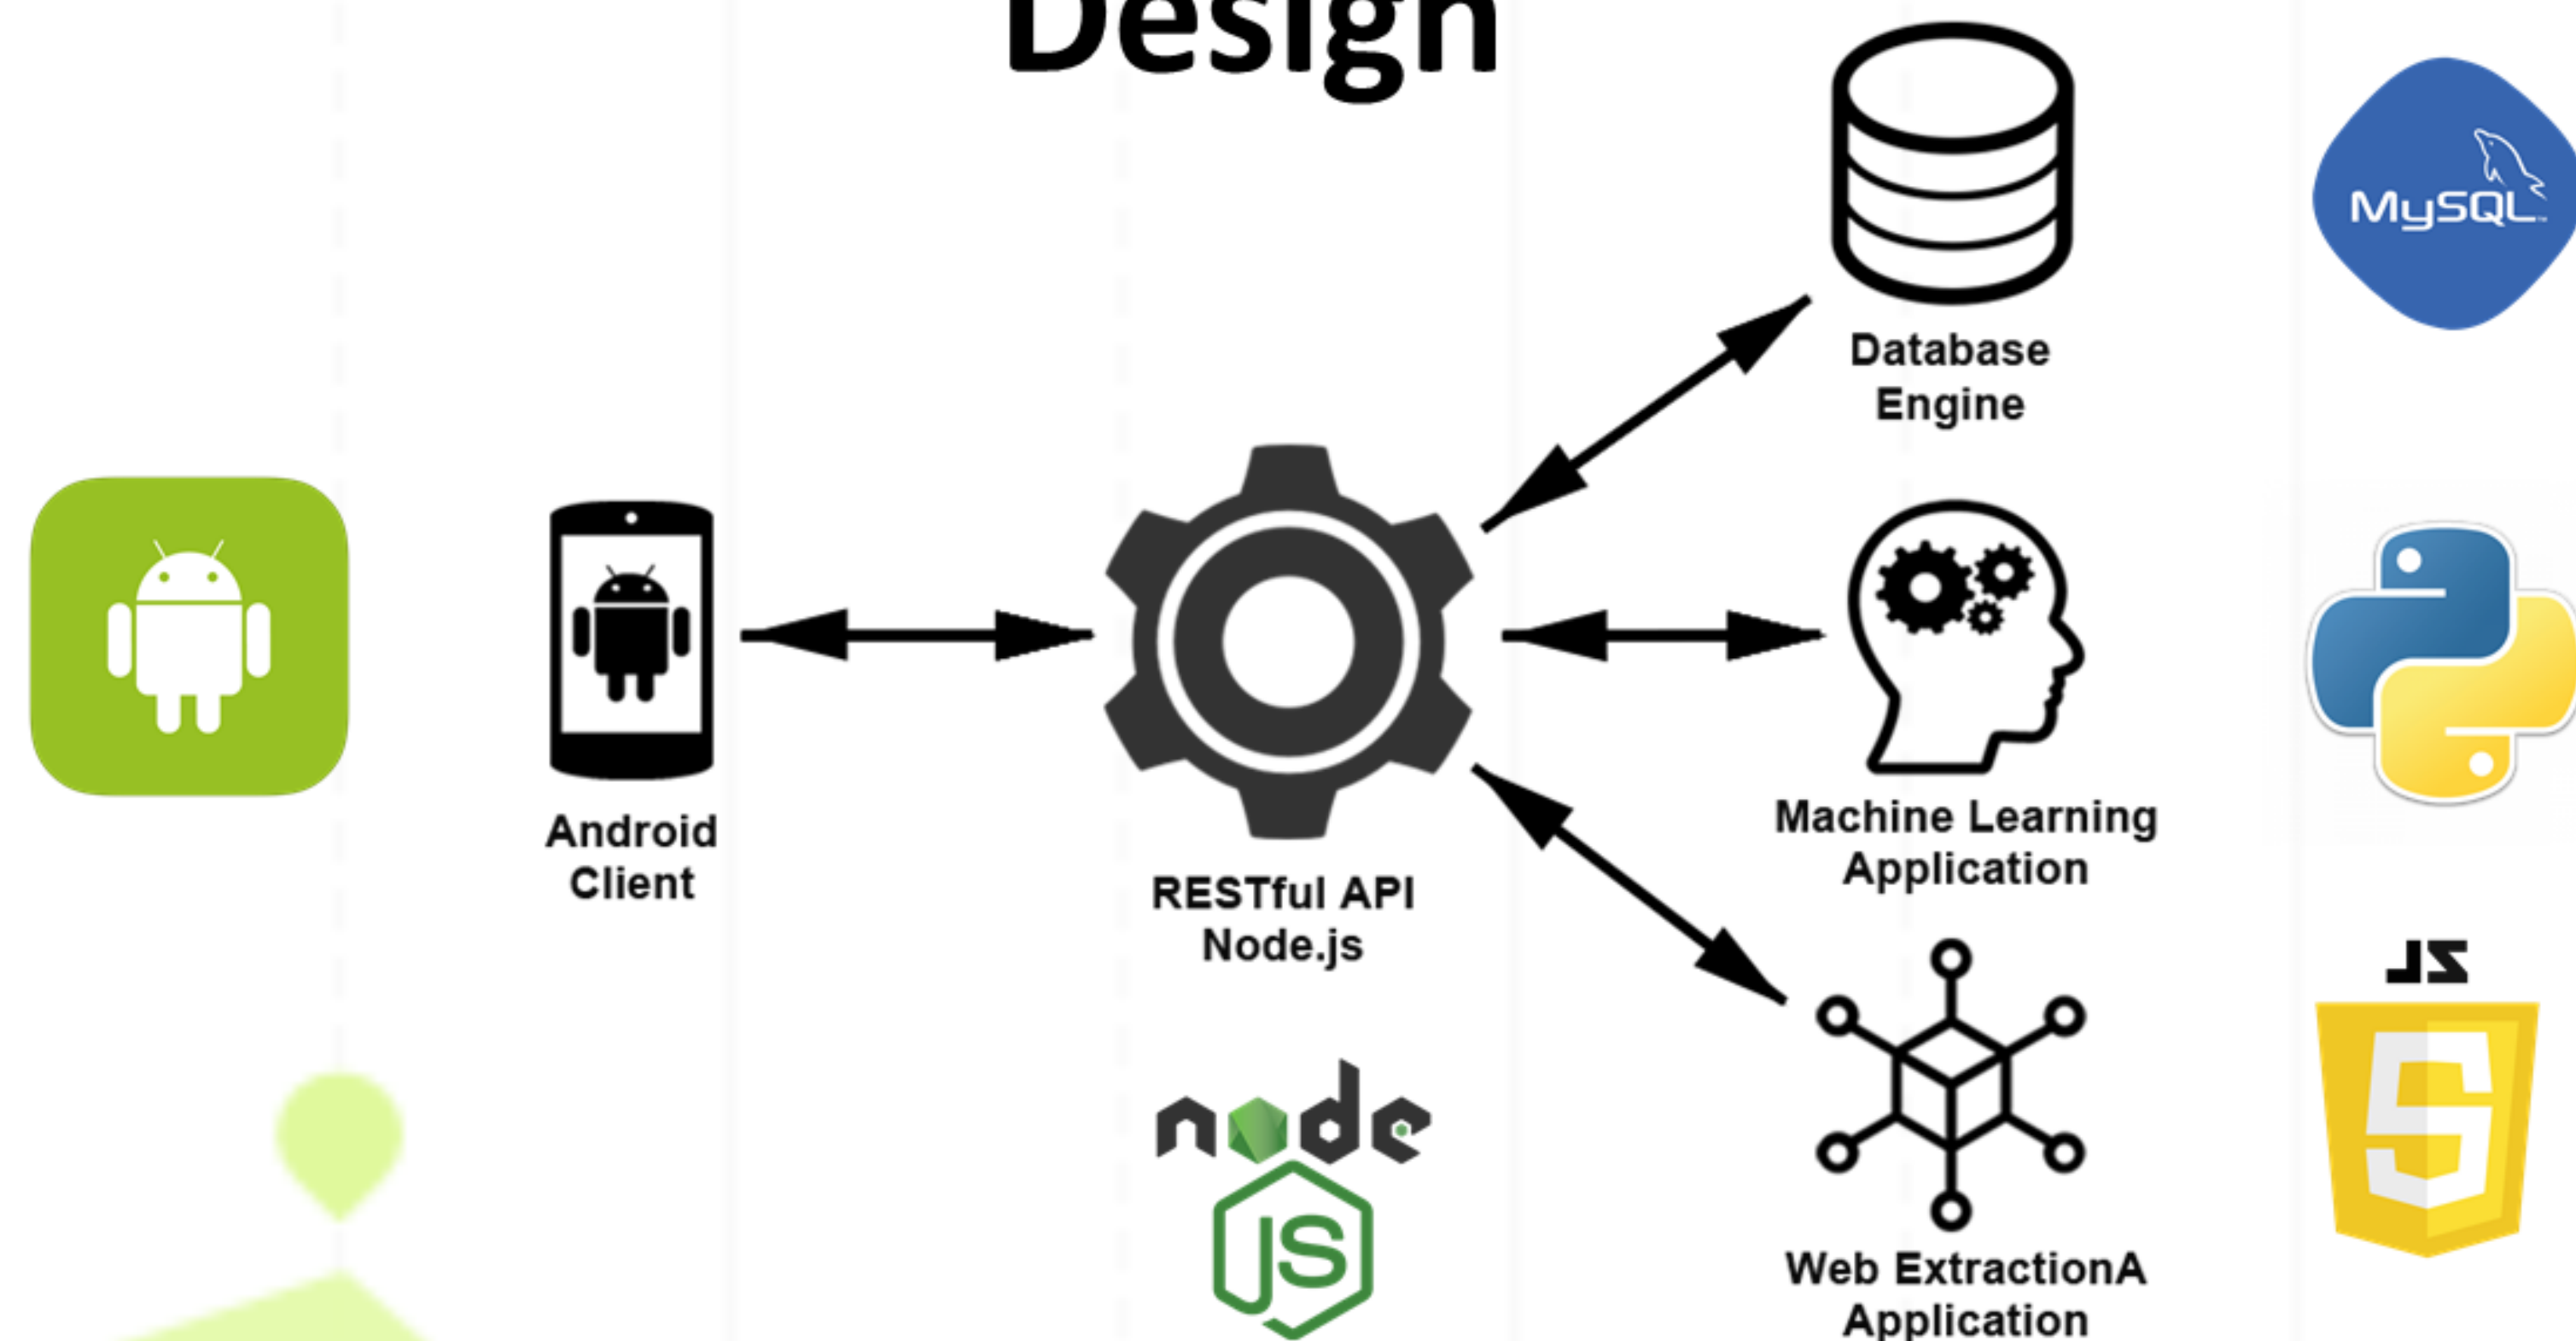 Design
MySQL
Database
Engine
Android
Client
RESTful API
Node.js
Machine Learning
Application
node
JS
JS
Web ExtractionA
Application